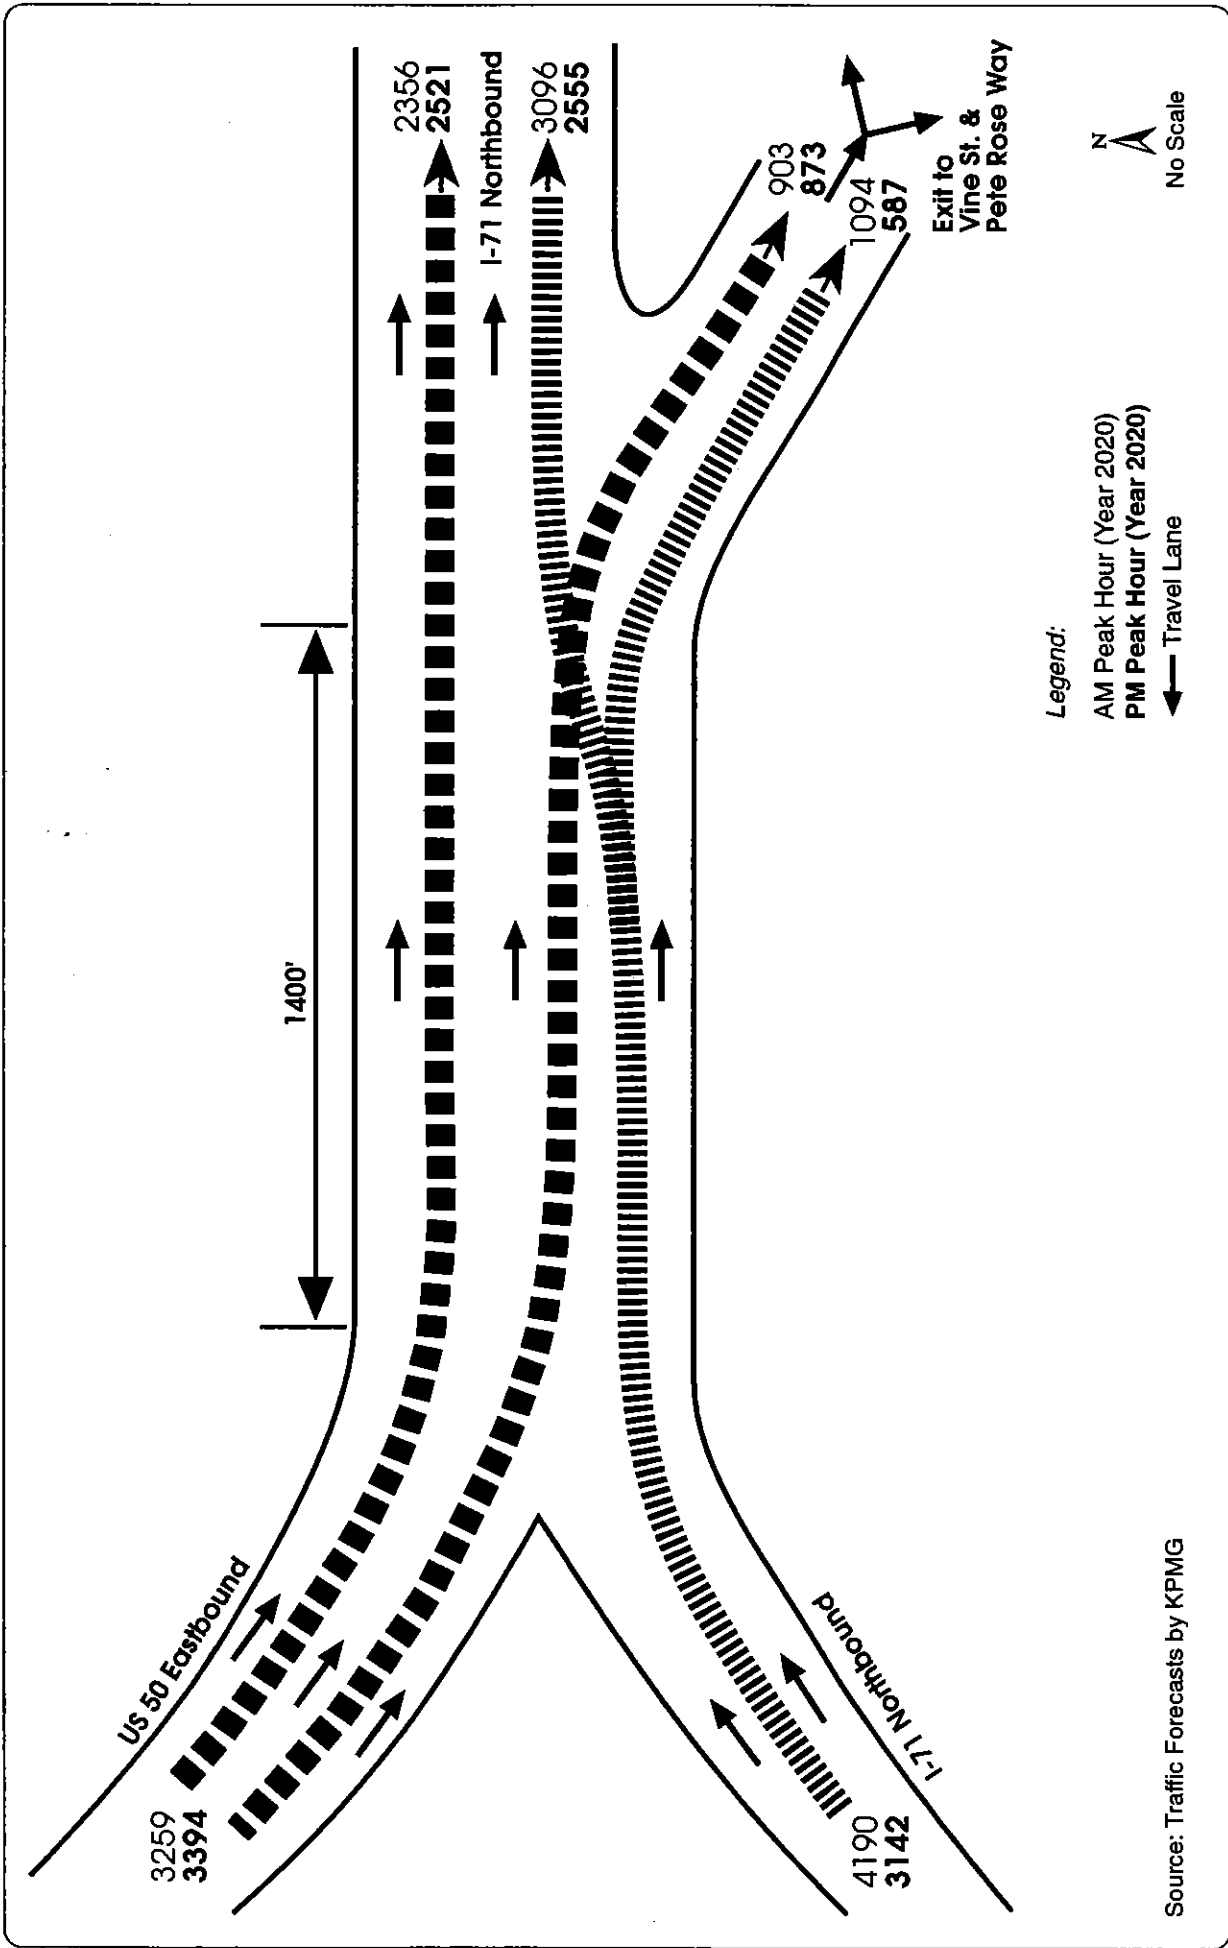 US 50 Eastbound
3259
3394
1400'
2356
2521
I-71 Northbound
3096
2555
903
873
1094
587
Exit to
Vine St. &
Pete Rose Way
4190
3142
I-71 Northbound
Legend:
AM Peak Hour (Year 2020)
PM Peak Hour (Year 2020)
Travel Lane
N
No Scale
Source: Traffic Forecasts by KPMG